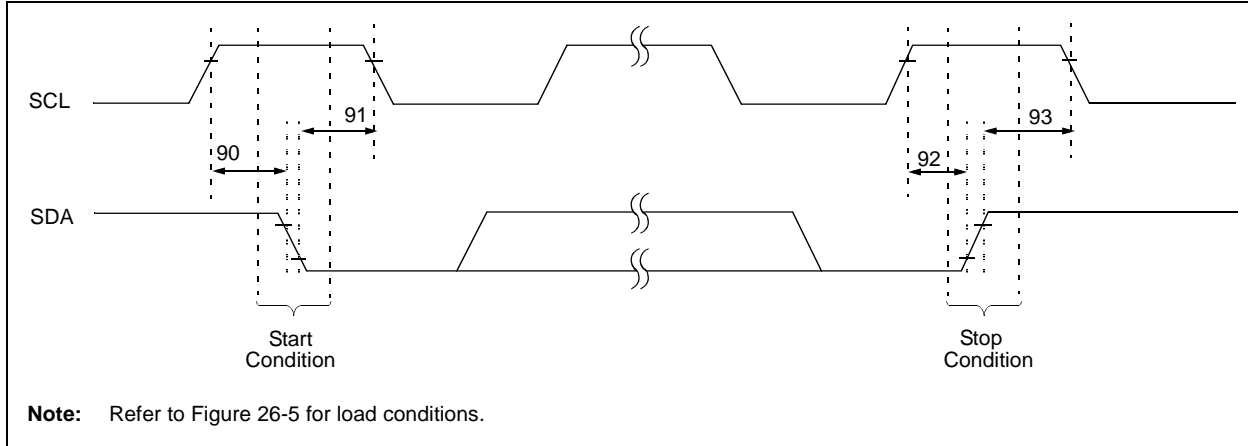 SCL
91
93
90
92
SDA
Start
Condition
Stop
Condition
Note: Refer to Figure 26-5 for load conditions.